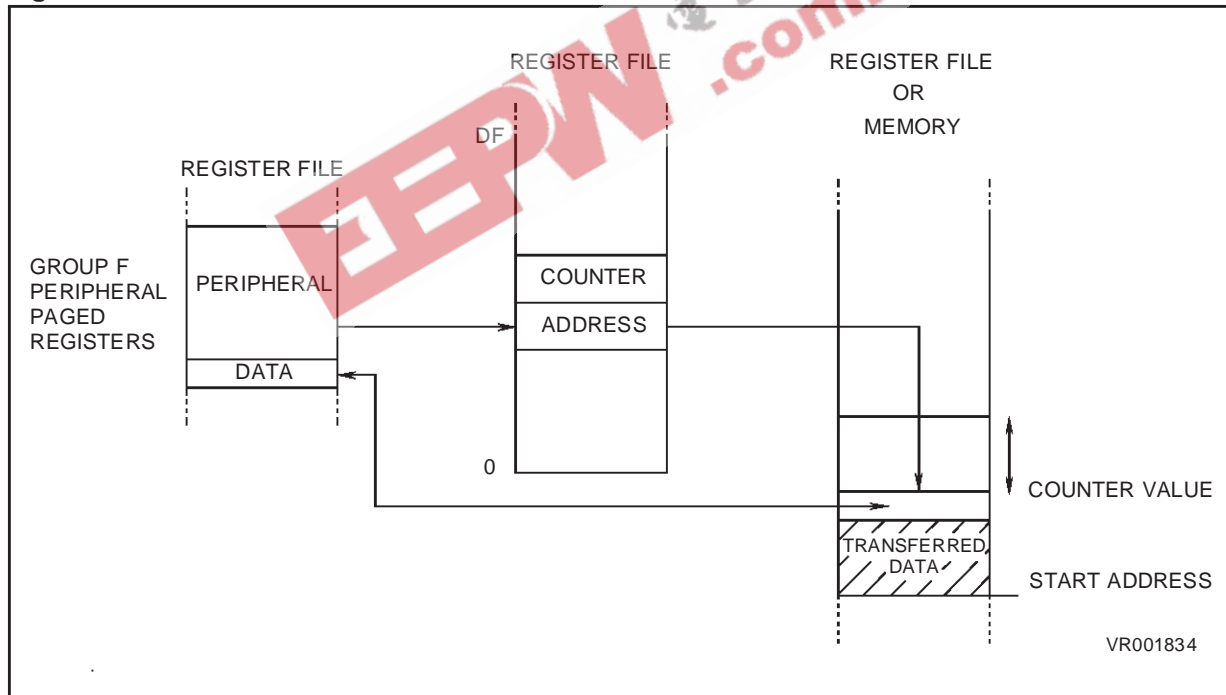 REGISTER FILE
REGISTER FILE
OR
MEMORY
DF
REGISTER FILE
GROUP F
PERIPHERAL
PAGED
REGISTERS
PERIPHERAL
COUNTER
ADDRESS
DATA
0
COUNTER VALUE
TRANSFERRED
DATA
START ADDRESS
VR001834
EEPW
.com